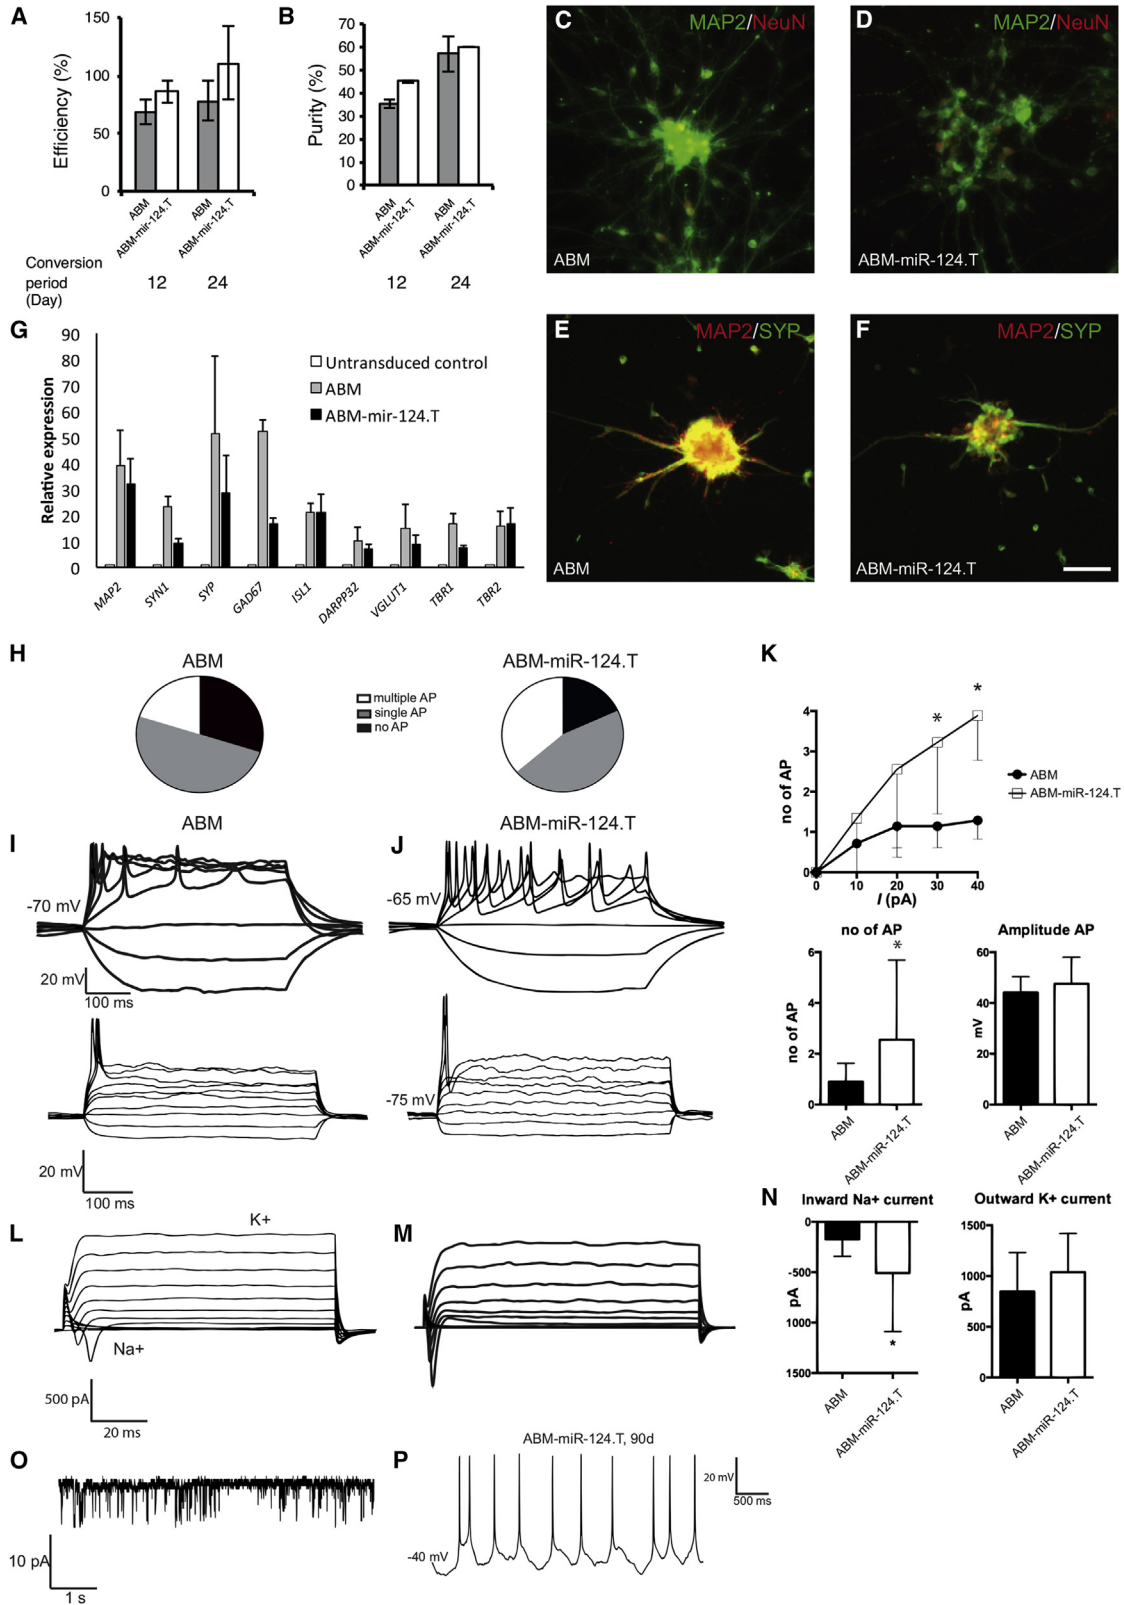 A
150
100
50
0
Efficiency (%)
ABM
ABM-mir-124.T
ABM
ABM-mir-124.T
Conversion
period
(Day)
12
24
B
70
60
50
40
30
20
10
0
Purity (%)
ABM
ABM-mir-124.T
ABM
ABM-mir-124.T
12
24
C
MAP2/NeuN
ABM
D
MAP2/NeuN
ABM-miR-124.T
E
MAP2/SYP
ABM
F
MAP2/SYP
ABM-miR-124.T
G
90
80
70
60
50
40
30
20
10
0
Relative expression
Untransduced control
ABM
ABM-mir-124.T
MAP2
SYN1
SYP
GAD67
ISL1
DARPP32
VGLUT1
TBR1
TBR2
H
ABM
multiple AP
single AP
no AP
ABM-miR-124.T
I
ABM
-70 mV
20 mV
100 ms
20 mV
100 ms
J
ABM-miR-124.T
-65 mV
-75 mV
K
4
3
2
1
0
no of AP
*
*
0
10
20
30
40
I (pA)
ABM
ABM-miR-124.T
no of AP
6
4
2
0
no of AP
*
ABM
ABM-miR-124.T
Amplitude AP
60
40
20
0
mV
ABM
ABM-miR-124.T
L
K+
Na+
500 pA
20 ms
M
N
Inward Na+ current
0
-500
1000
1500
pA
*
ABM
ABM-miR-124.T
Outward K+ current
1500
1000
500
0
pA
ABM
ABM-miR-124.T
O
10 pA
1 s
P
ABM-miR-124.T, 90d
-40 mV
20 mV
500 ms